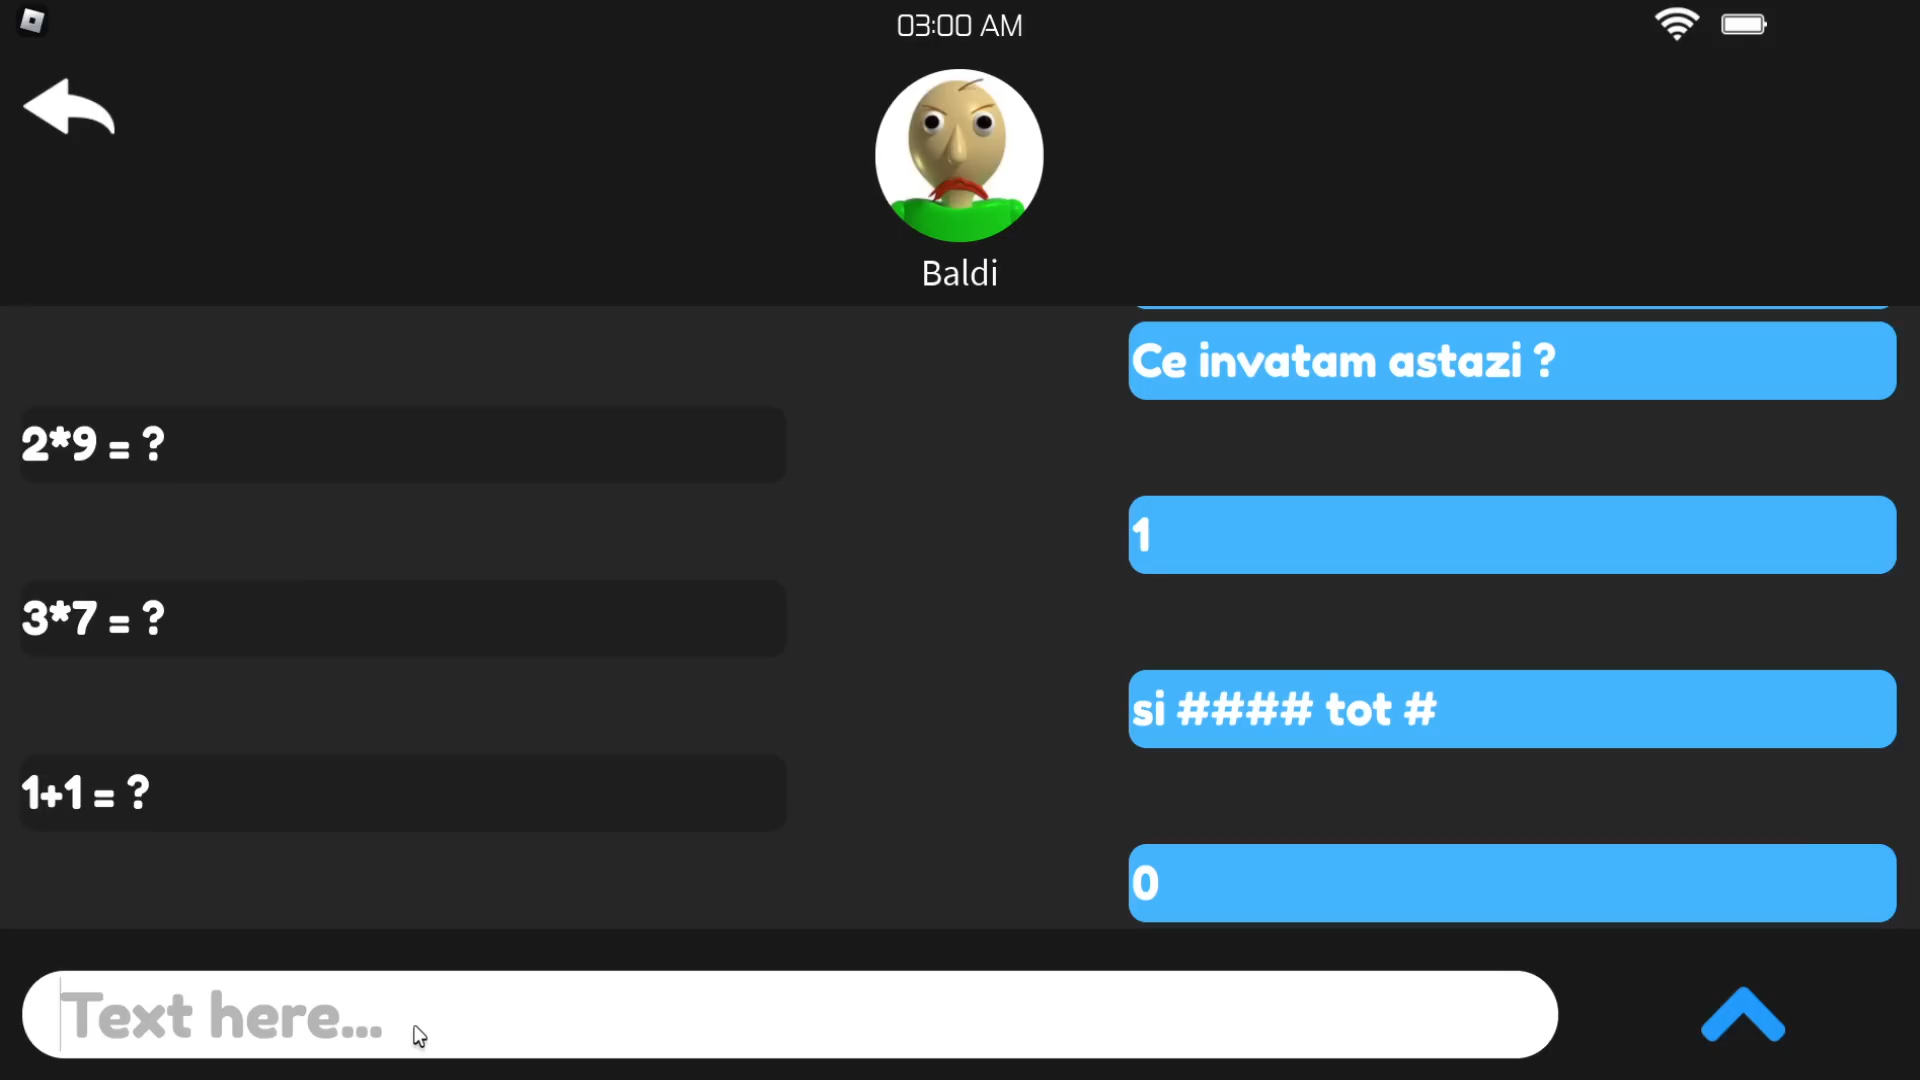 03:00 AM
Baldi
Ce invatam astazi ?
2*9 = ?
1
3*7 = ?
si #### tot #
1+1 = ?
0
Text here...